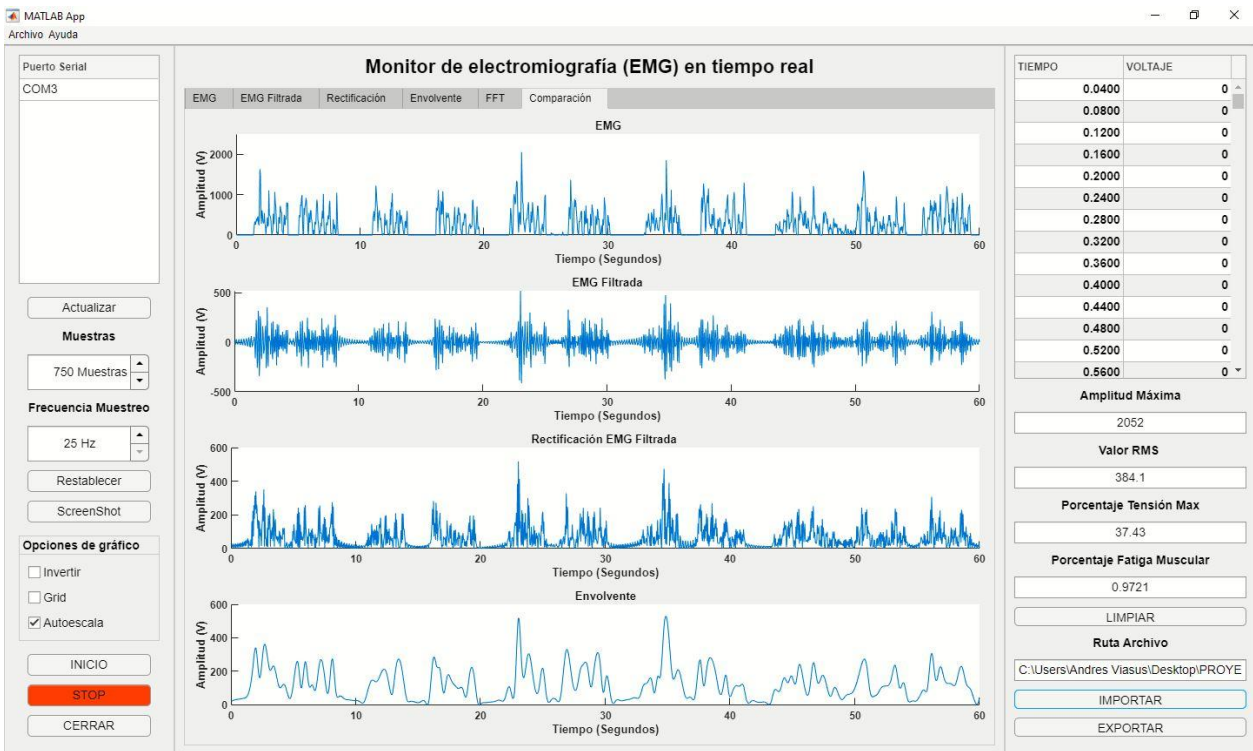 MATLAB App
Archivo Ayuda
Puerto Serial
COM3
Actualizar
Muestras
750 Muestras
Frecuencia Muestreo
25 Hz
Restablecer
ScreenShot
Opciones de gráfico
Invertir
Grid
Autoescala
INICIO
STOP
CERRAR
Monitor de electromiografía (EMG) en tiempo real
EMG EMG Filtrada Rectificación Envolvente FFT Comparación
EMG
Amplitud (V)
2000
1000
0
0 10 20 30 40 50 60
Tiempo (Segundos)
EMG Filtrada
Amplitud (V)
500
0
-500
0 10 20 30 40 50 60
Tiempo (Segundos)
Rectificación EMG Filtrada
Amplitud (V)
600
400
200
0
0 10 20 30 40 50 60
Tiempo (Segundos)
Envolvente
Amplitud (V)
600
400
200
0
0 10 20 30 40 50 60
Tiempo (Segundos)
TIEMPO VOLTAJE
0.0400 0
0.0800 0
0.1200 0
0.1600 0
0.2000 0
0.2400 0
0.2800 0
0.3200 0
0.3600 0
0.4000 0
0.4400 0
0.4800 0
0.5200 0
0.5600 0
Amplitud Máxima
2052
Valor RMS
384.1
Porcentaje Tensión Max
37.43
Porcentaje Fatiga Muscular
0.9721
LIMPIAR
Ruta Archivo
C:\Users\Andres Viasus\Desktop\PROYE
IMPORTAR
EXPORTAR